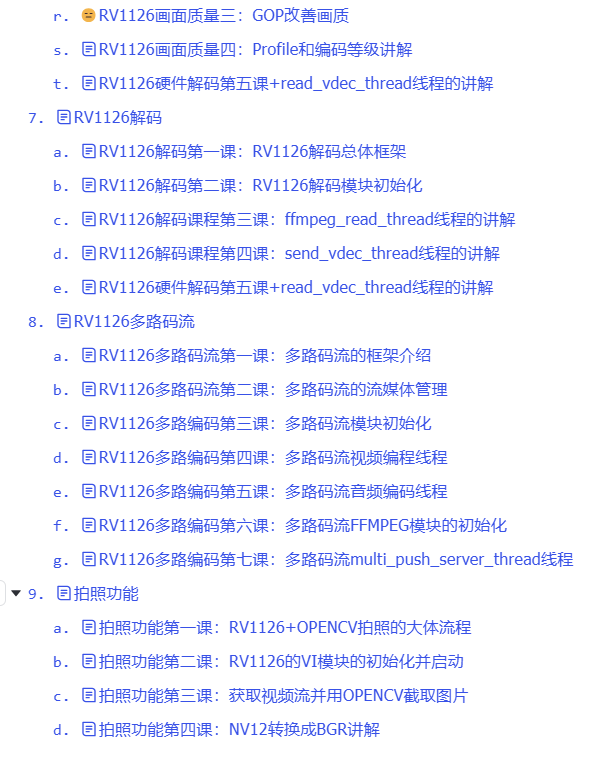 r. RV1126画面质量三：GOP改善画质
s. RV1126画面质量四：Profile和编码等级讲解
t. RV1126硬件解码第五课+read_vdec_thread线程的讲解
7. RV1126解码
a. RV1126解码第一课：RV1126解码总体框架
b. RV1126解码第二课：RV1126解码模块初始化
c. RV1126解码课程第三课：ffmpeg_read_thread线程的讲解
d. RV1126解码课程第四课：send_vdec_thread线程的讲解
e. RV1126硬件解码第五课+read_vdec_thread线程的讲解
8. RV1126多路码流
a. RV1126多路码流第一课：多路码流的框架介绍
b. RV1126多路码流第二课：多路码流的流媒体管理
c. RV1126多路编码第三课：多路码流模块初始化
d. RV1126多路编码第四课：多路码流视频编程线程
e. RV1126多路编码第五课：多路码流音频编码线程
f. RV1126多路编码第六课：多路码流FFMPEG模块的初始化
g. RV1126多路编码第七课：多路码流multi_push_server_thread线程
9. 拍照功能
a. 拍照功能第一课：RV1126+OPENCV拍照的大体流程
b. 拍照功能第二课：RV1126的VI模块的初始化并启动
c. 拍照功能第三课：获取视频流并用OPENCV截取图片
d. 拍照功能第四课：NV12转换成BGR讲解